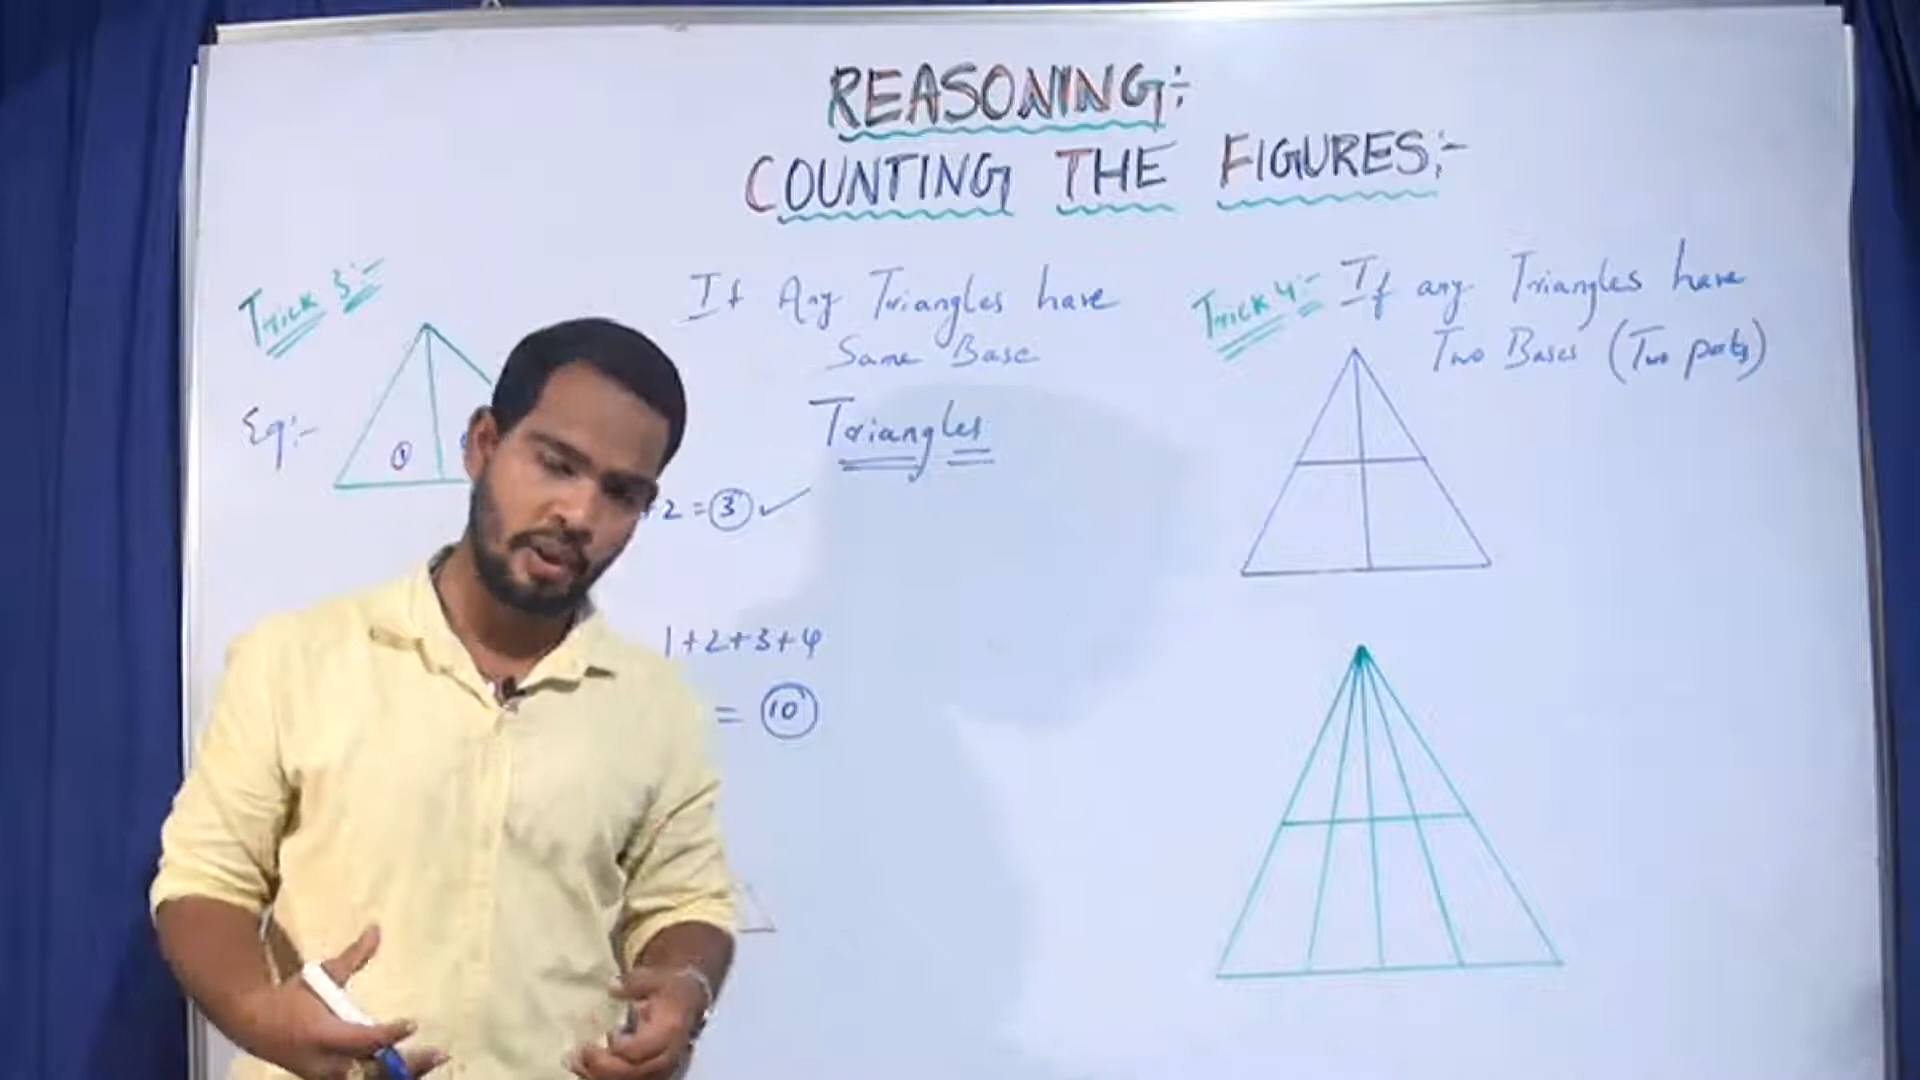 REASONING:
COUNTING THE FIGURES:-
Trick 3:-
If Any Triangles have
Same Base
Eg:-
Triangles
1
+2 = 3 ✓
1+2+3+4
= 10
Trick 4:- If any Triangles have
Two Bases (Two parts)